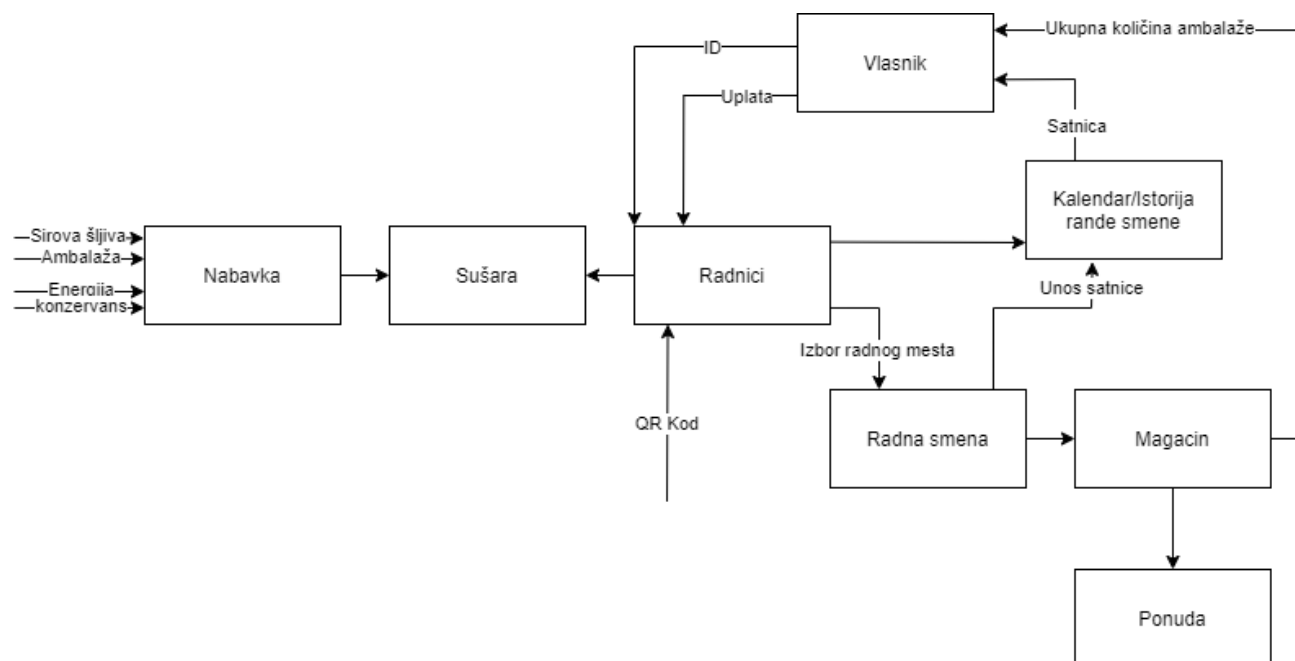 Ukupna količina ambalaže
ID
Vlasnik
Uplata
Satnica
Kalendar/Istorija
rande smene
Sirova šljiva
Ambalaža
Energija
konzervans
Nabavka
Sušara
Radnici
Unos satnice
Izbor radnog mesta
QR Kod
Radna smena
Magacin
Ponuda